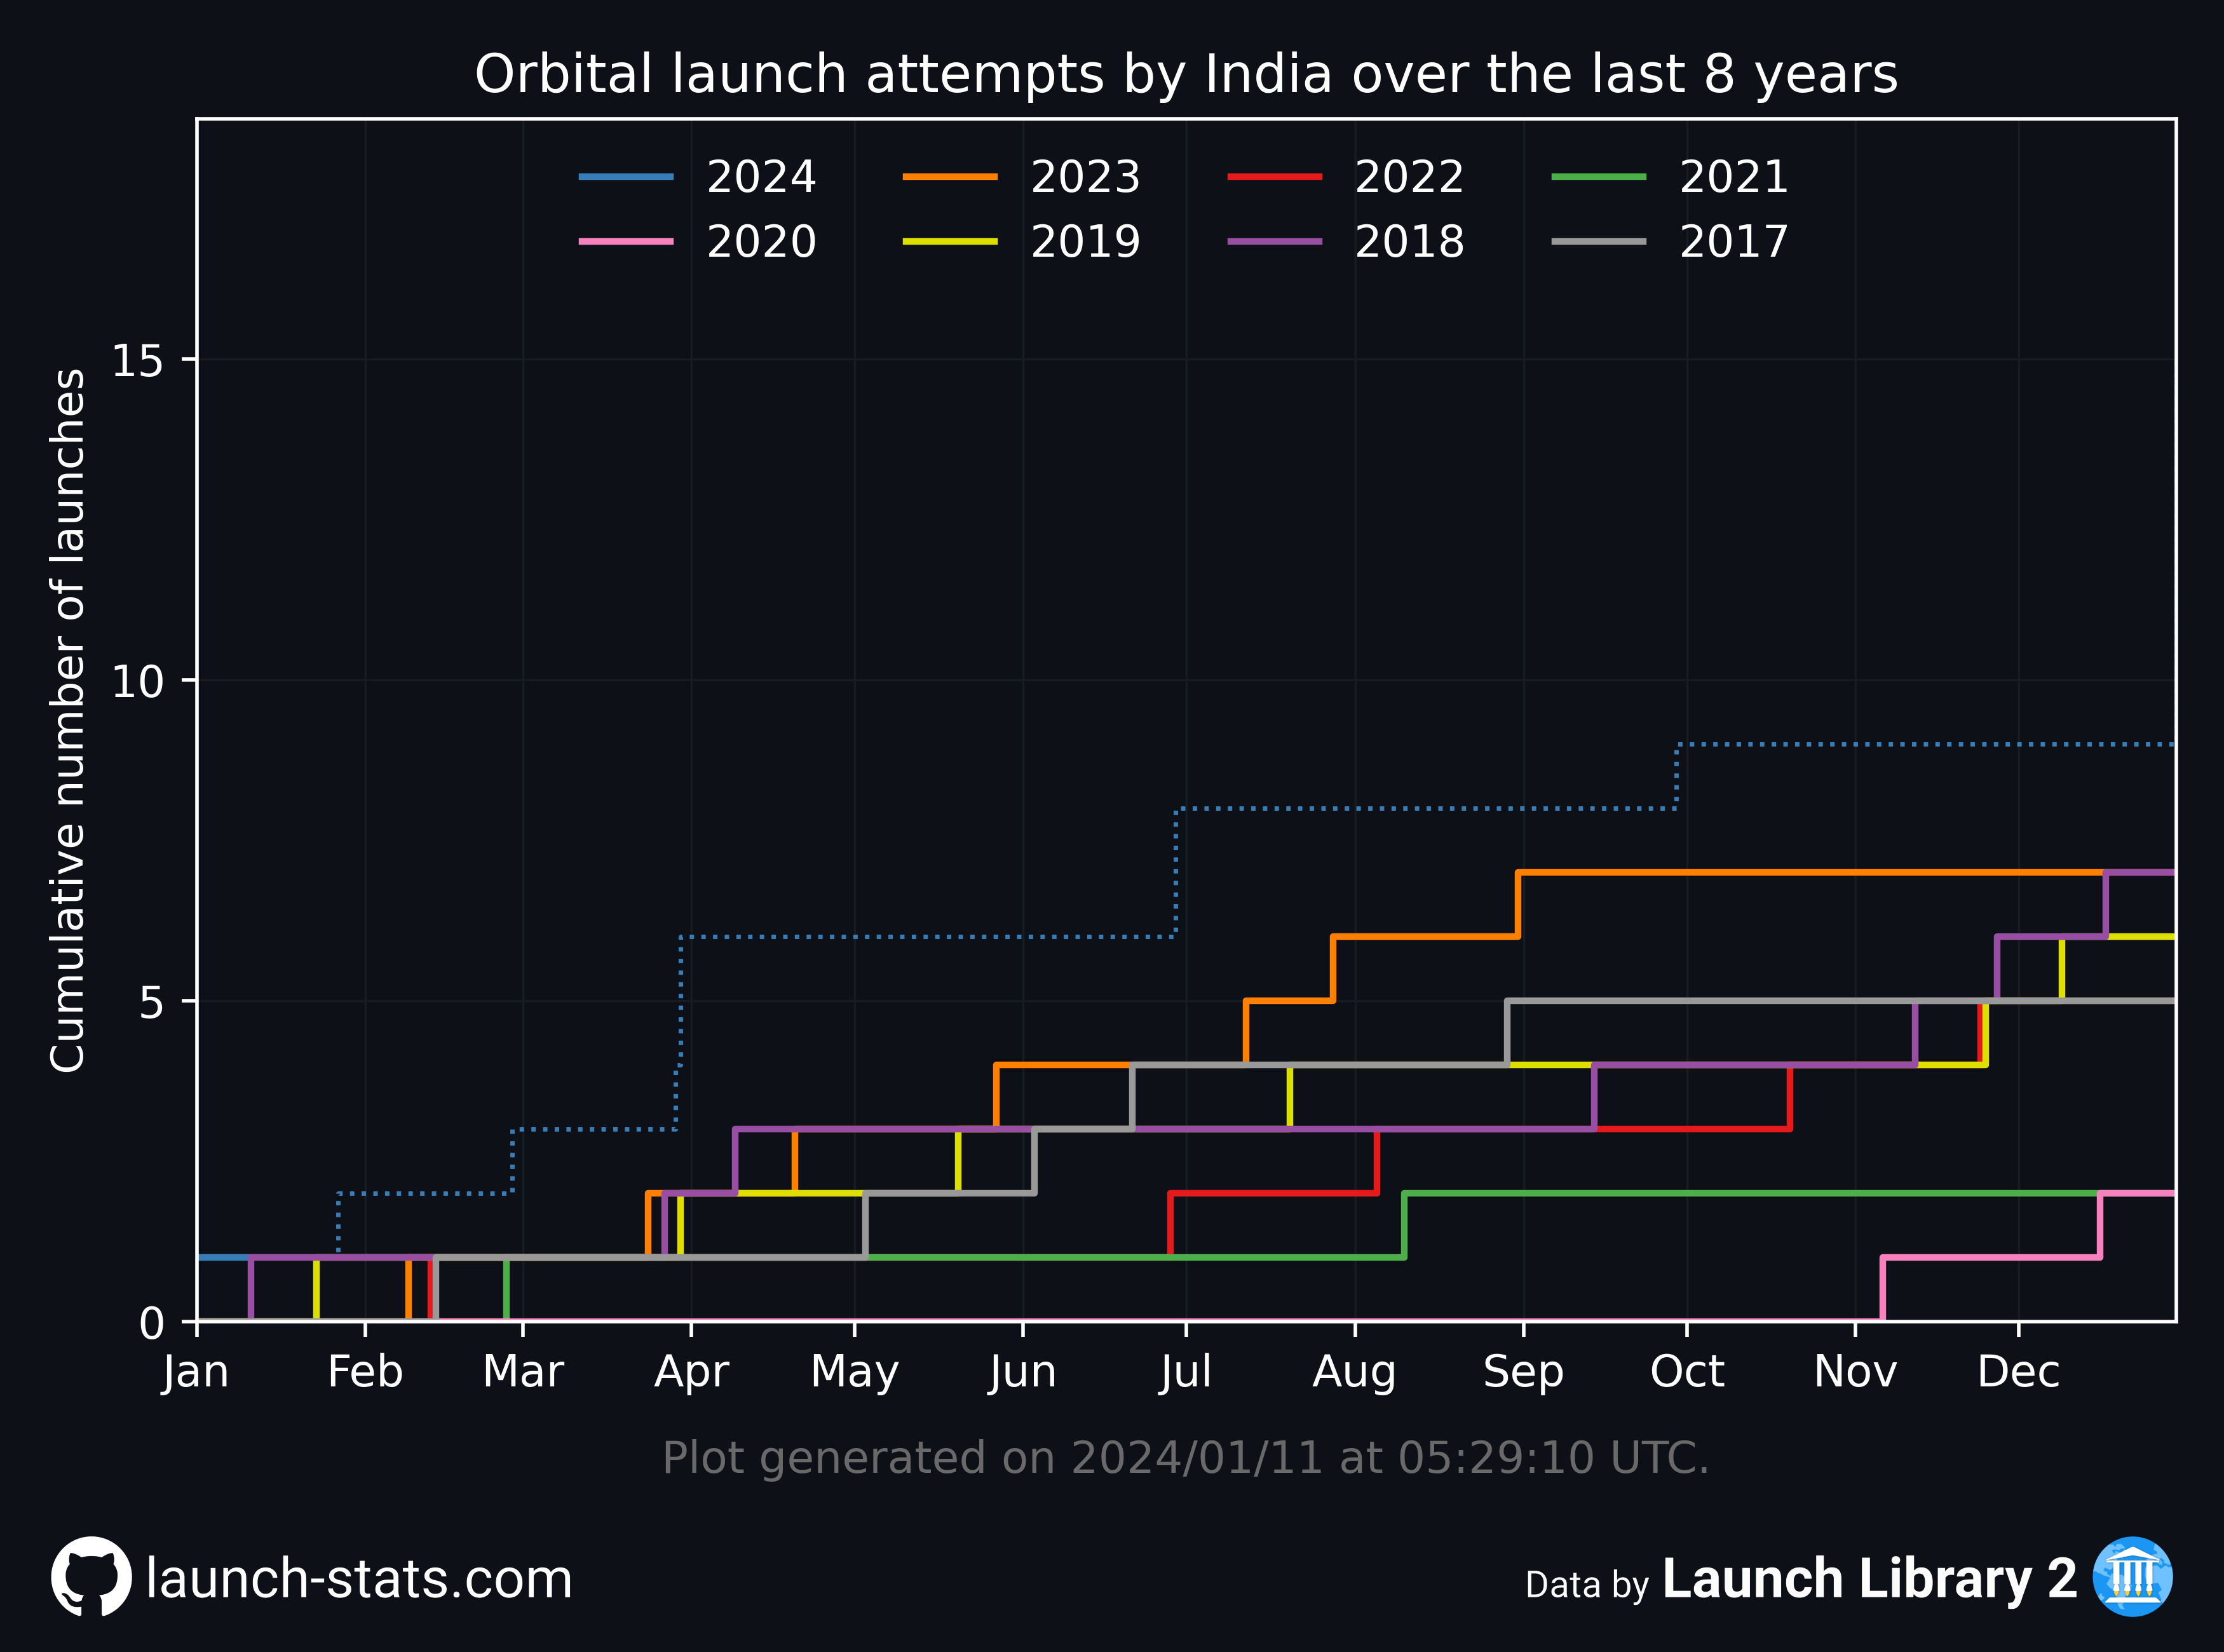 Orbital launch attempts by India over the last 8 years
2024 2023 2022 2021
2020 2019 2018 2017
Cumulative number of launches
15
10
5
0
Jan Feb Mar Apr May Jun Jul Aug Sep Oct Nov Dec
Plot generated on 2024/01/11 at 05:29:10 UTC.
launch-stats.com
Data by Launch Library 2